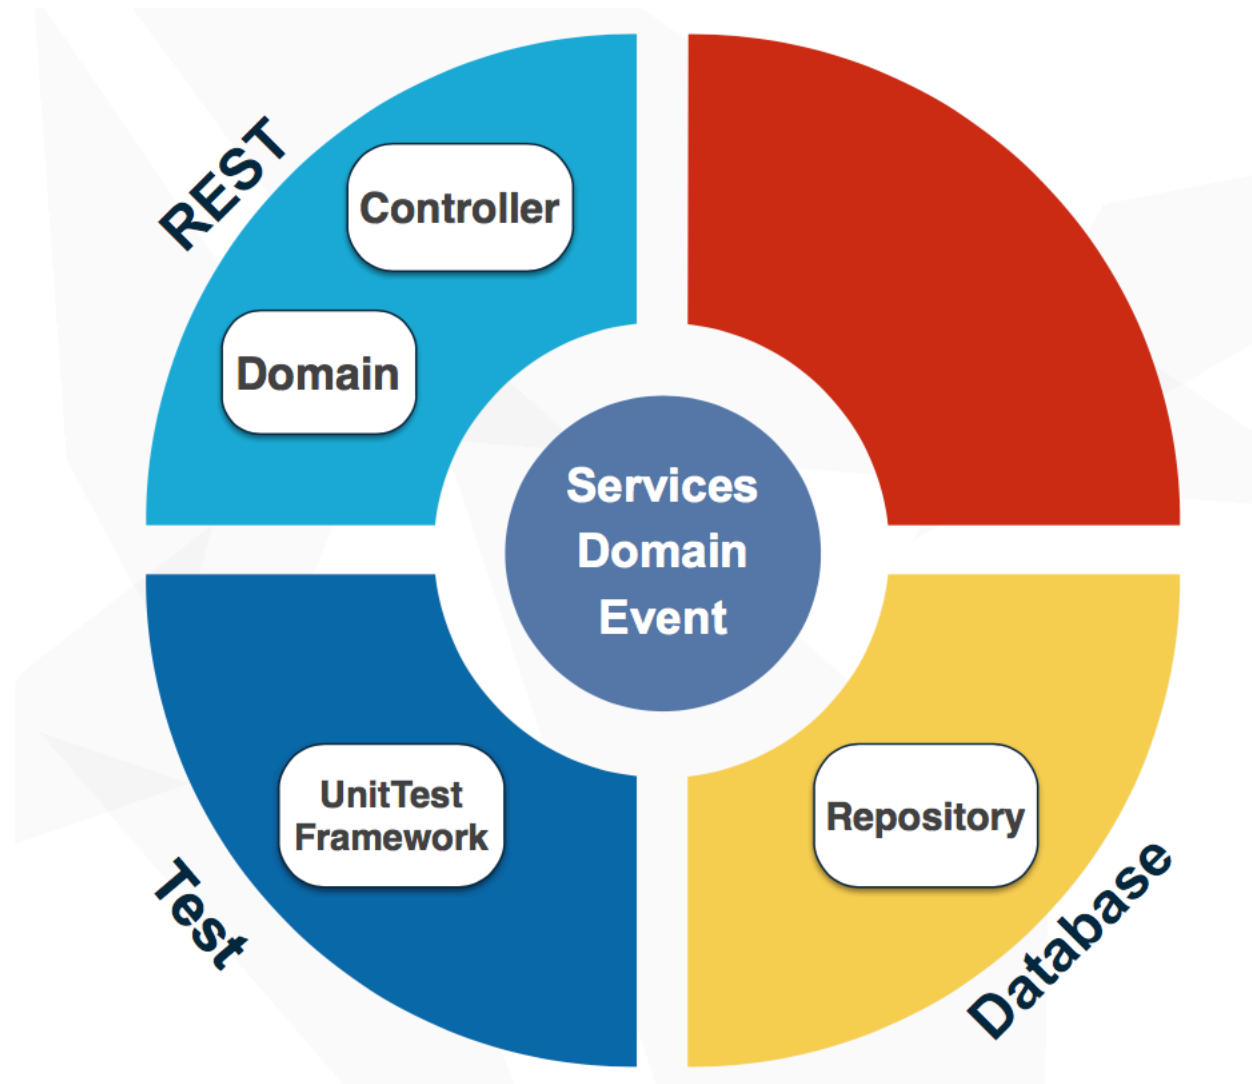 REST
Controller
Domain
Services
Domain
Event
UnitTest
Framework
Repository
Test
Database